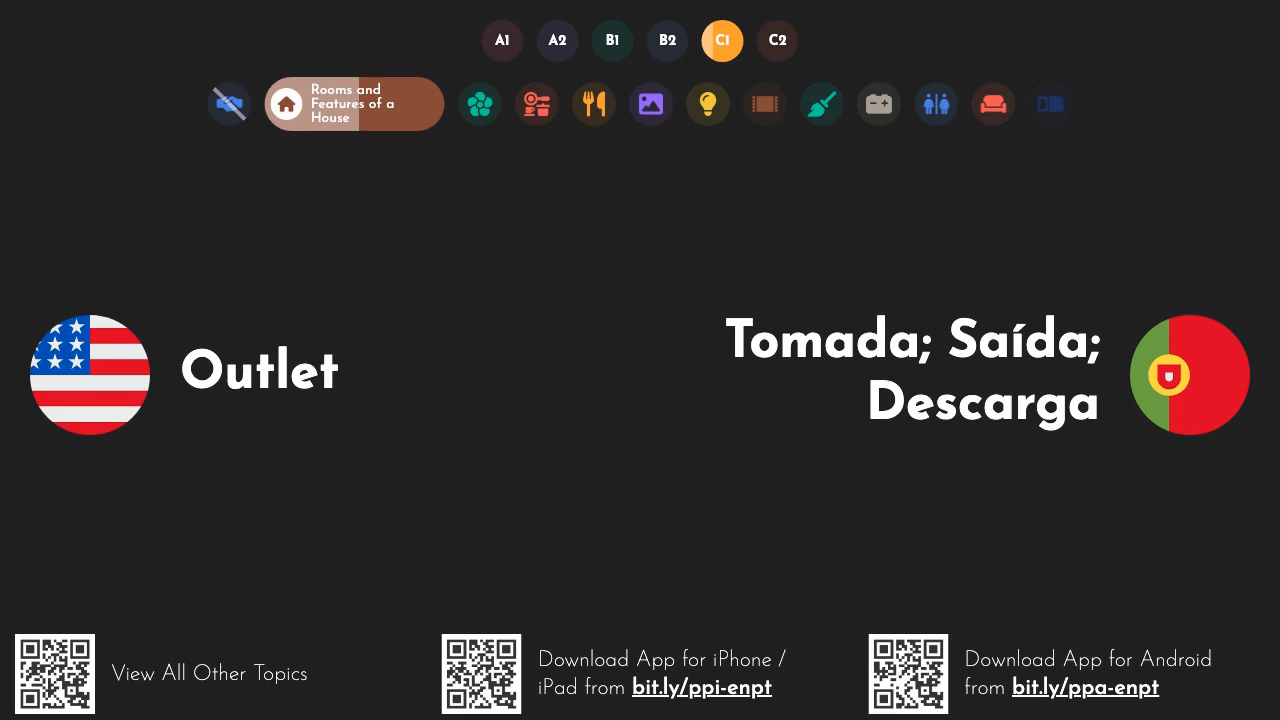 A1 A2 B1 B2 C1 C2
Rooms and
Features of a
House
Outlet
Tomada; Saída;
Descarga
View All Other Topics
Download App for iPhone /
iPad from bit.ly/ppi-enpt
Download App for Android
from bit.ly/ppa-enpt